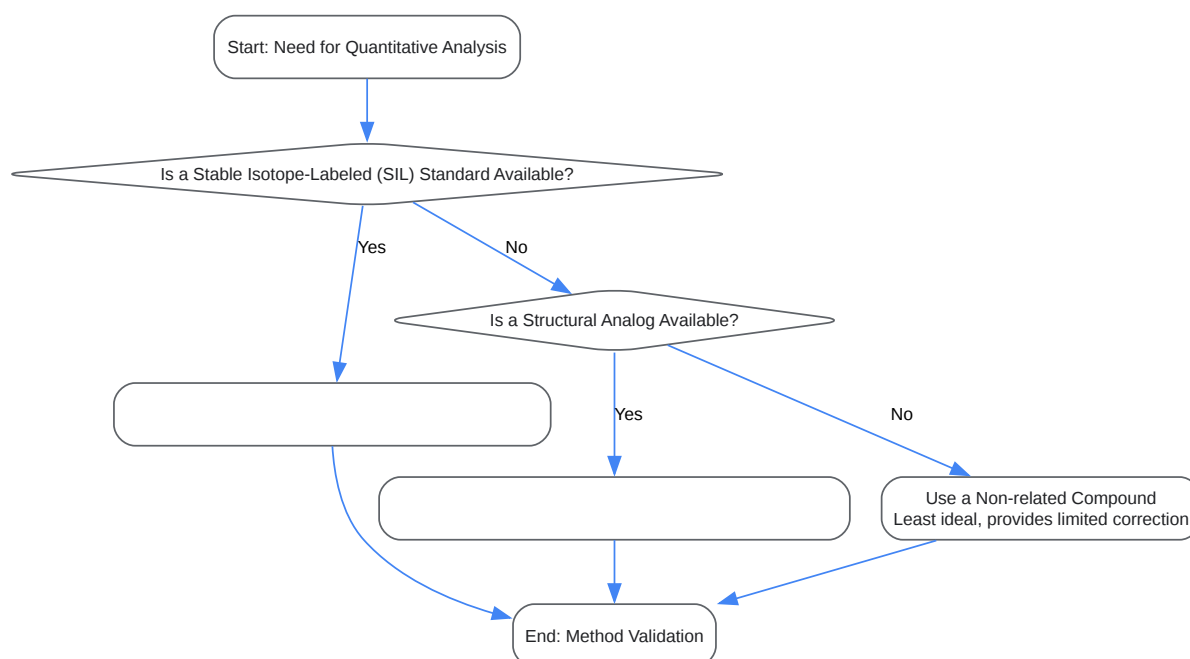 Start: Need for Quantitative Analysis
Is a Stable Isotope-Labeled (SIL) Standard Available?
Yes
No
Is a Structural Analog Available?
Yes
No
Use a Non-related Compound
Least ideal, provides limited correction
End: Method Validation